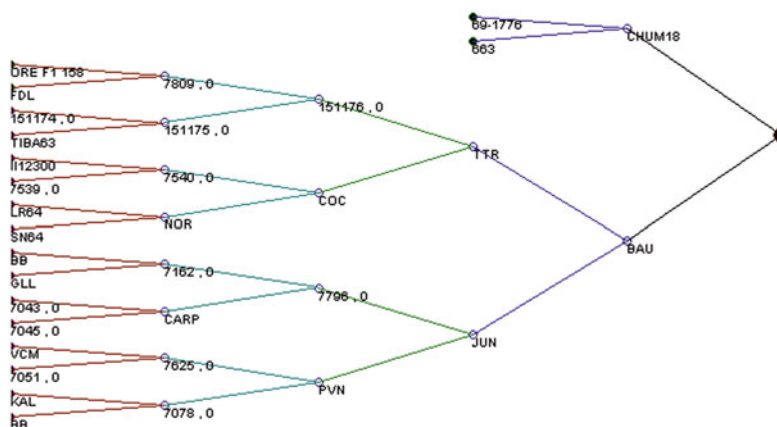 69-1776
CHUM18
663
ORE F1 158
7809 , 0
FDL
151176 , 0
151174 , 0
151175 , 0
TIBA63
TTR
II12300
7540 , 0
7539 , 0
COC
LR64
NOR
SN64
BAU
BB
7162 , 0
GLL
7796 , 0
7043 , 0
CARP
7045 , 0
JUN
VCM
7625 , 0
7051 , 0
PVN
KAL
7078 , 0
BB